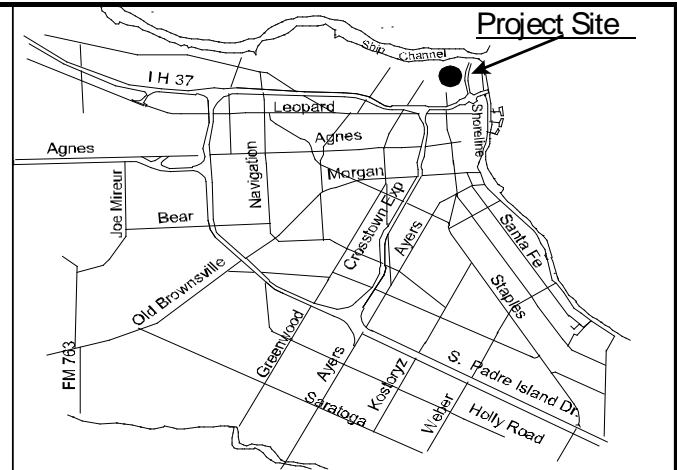 Project Site
Ship Channel
I H 37
Leopard
Shoreline
Agnes
Agnes
Morgan
Navigation
Joe Mireur
Bear
Crosstown Exp
Ayers
Santa Fe
Old Brownsville
Staples
FM 763
Greenwood
Ayers
Kostoryz
S. Padre Island Dr.
Saratoga
Weber
Holly Road